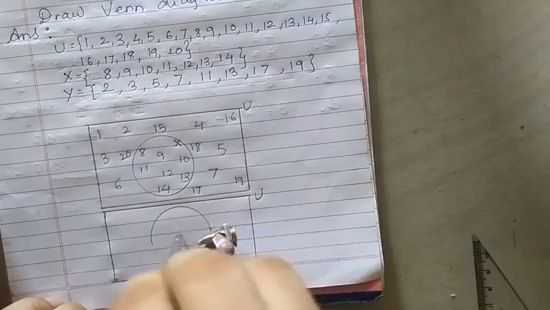 Draw Venn diag
Ans:
U={1, 2, 3, 4, 5, 6, 7, 8, 9, 10, 11, 12, 13, 14, 15,
16, 17, 18, 19, 20}
X={ 8, 9, 10, 11, 12, 13, 14}
Y={2, 3, 5, 7, 11, 13, 17, 19}
U
1 2 15 4 16
X
3 20 8 9 10 18 5
11 12 13 7
6 14 17 19
U